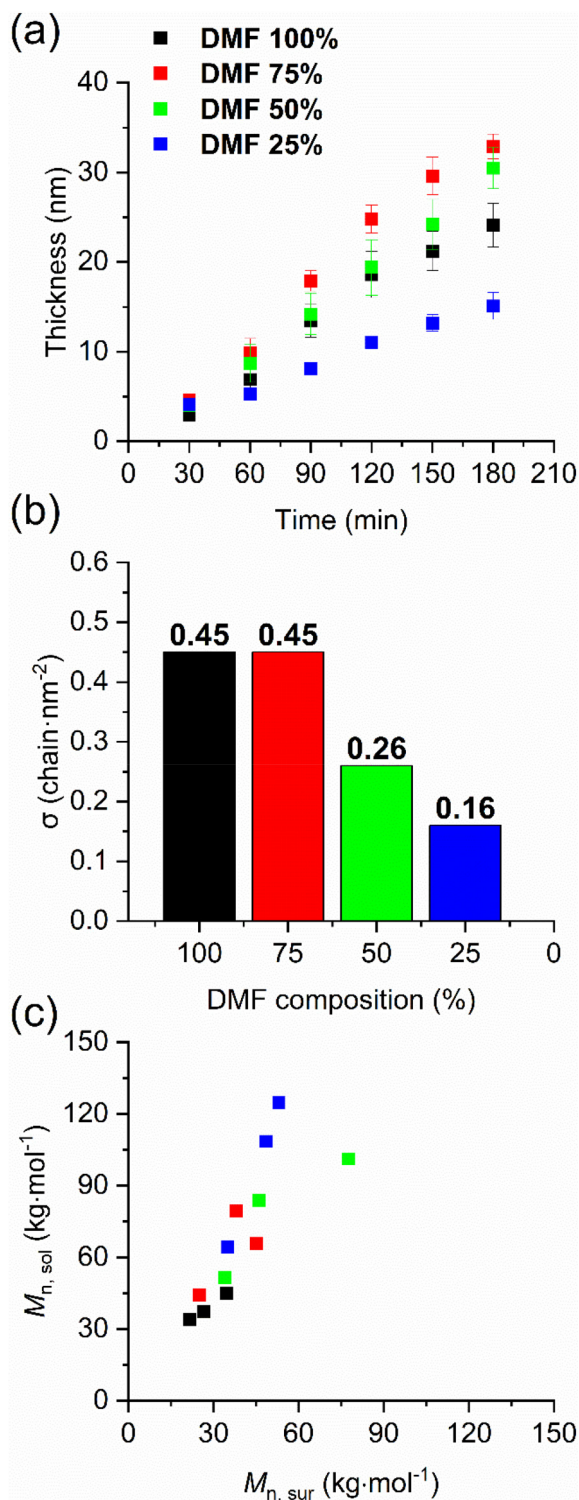 (a)
DMF 100%
DMF 75%
DMF 50%
DMF 25%
40
30
20
10
0
Thickness (nm)
0 30 60 90 120 150 180 210
Time (min)
(b)
0.6
0.5
0.4
0.3
0.2
0.1
0.0
σ (chain·nm⁻²)
0.45 0.45 0.26 0.16
100 75 50 25 0
DMF composition (%)
(c)
150
120
90
60
30
0
Mn, sol (kg·mol⁻¹)
0 30 60 90 120 150
Mn, sur (kg·mol⁻¹)